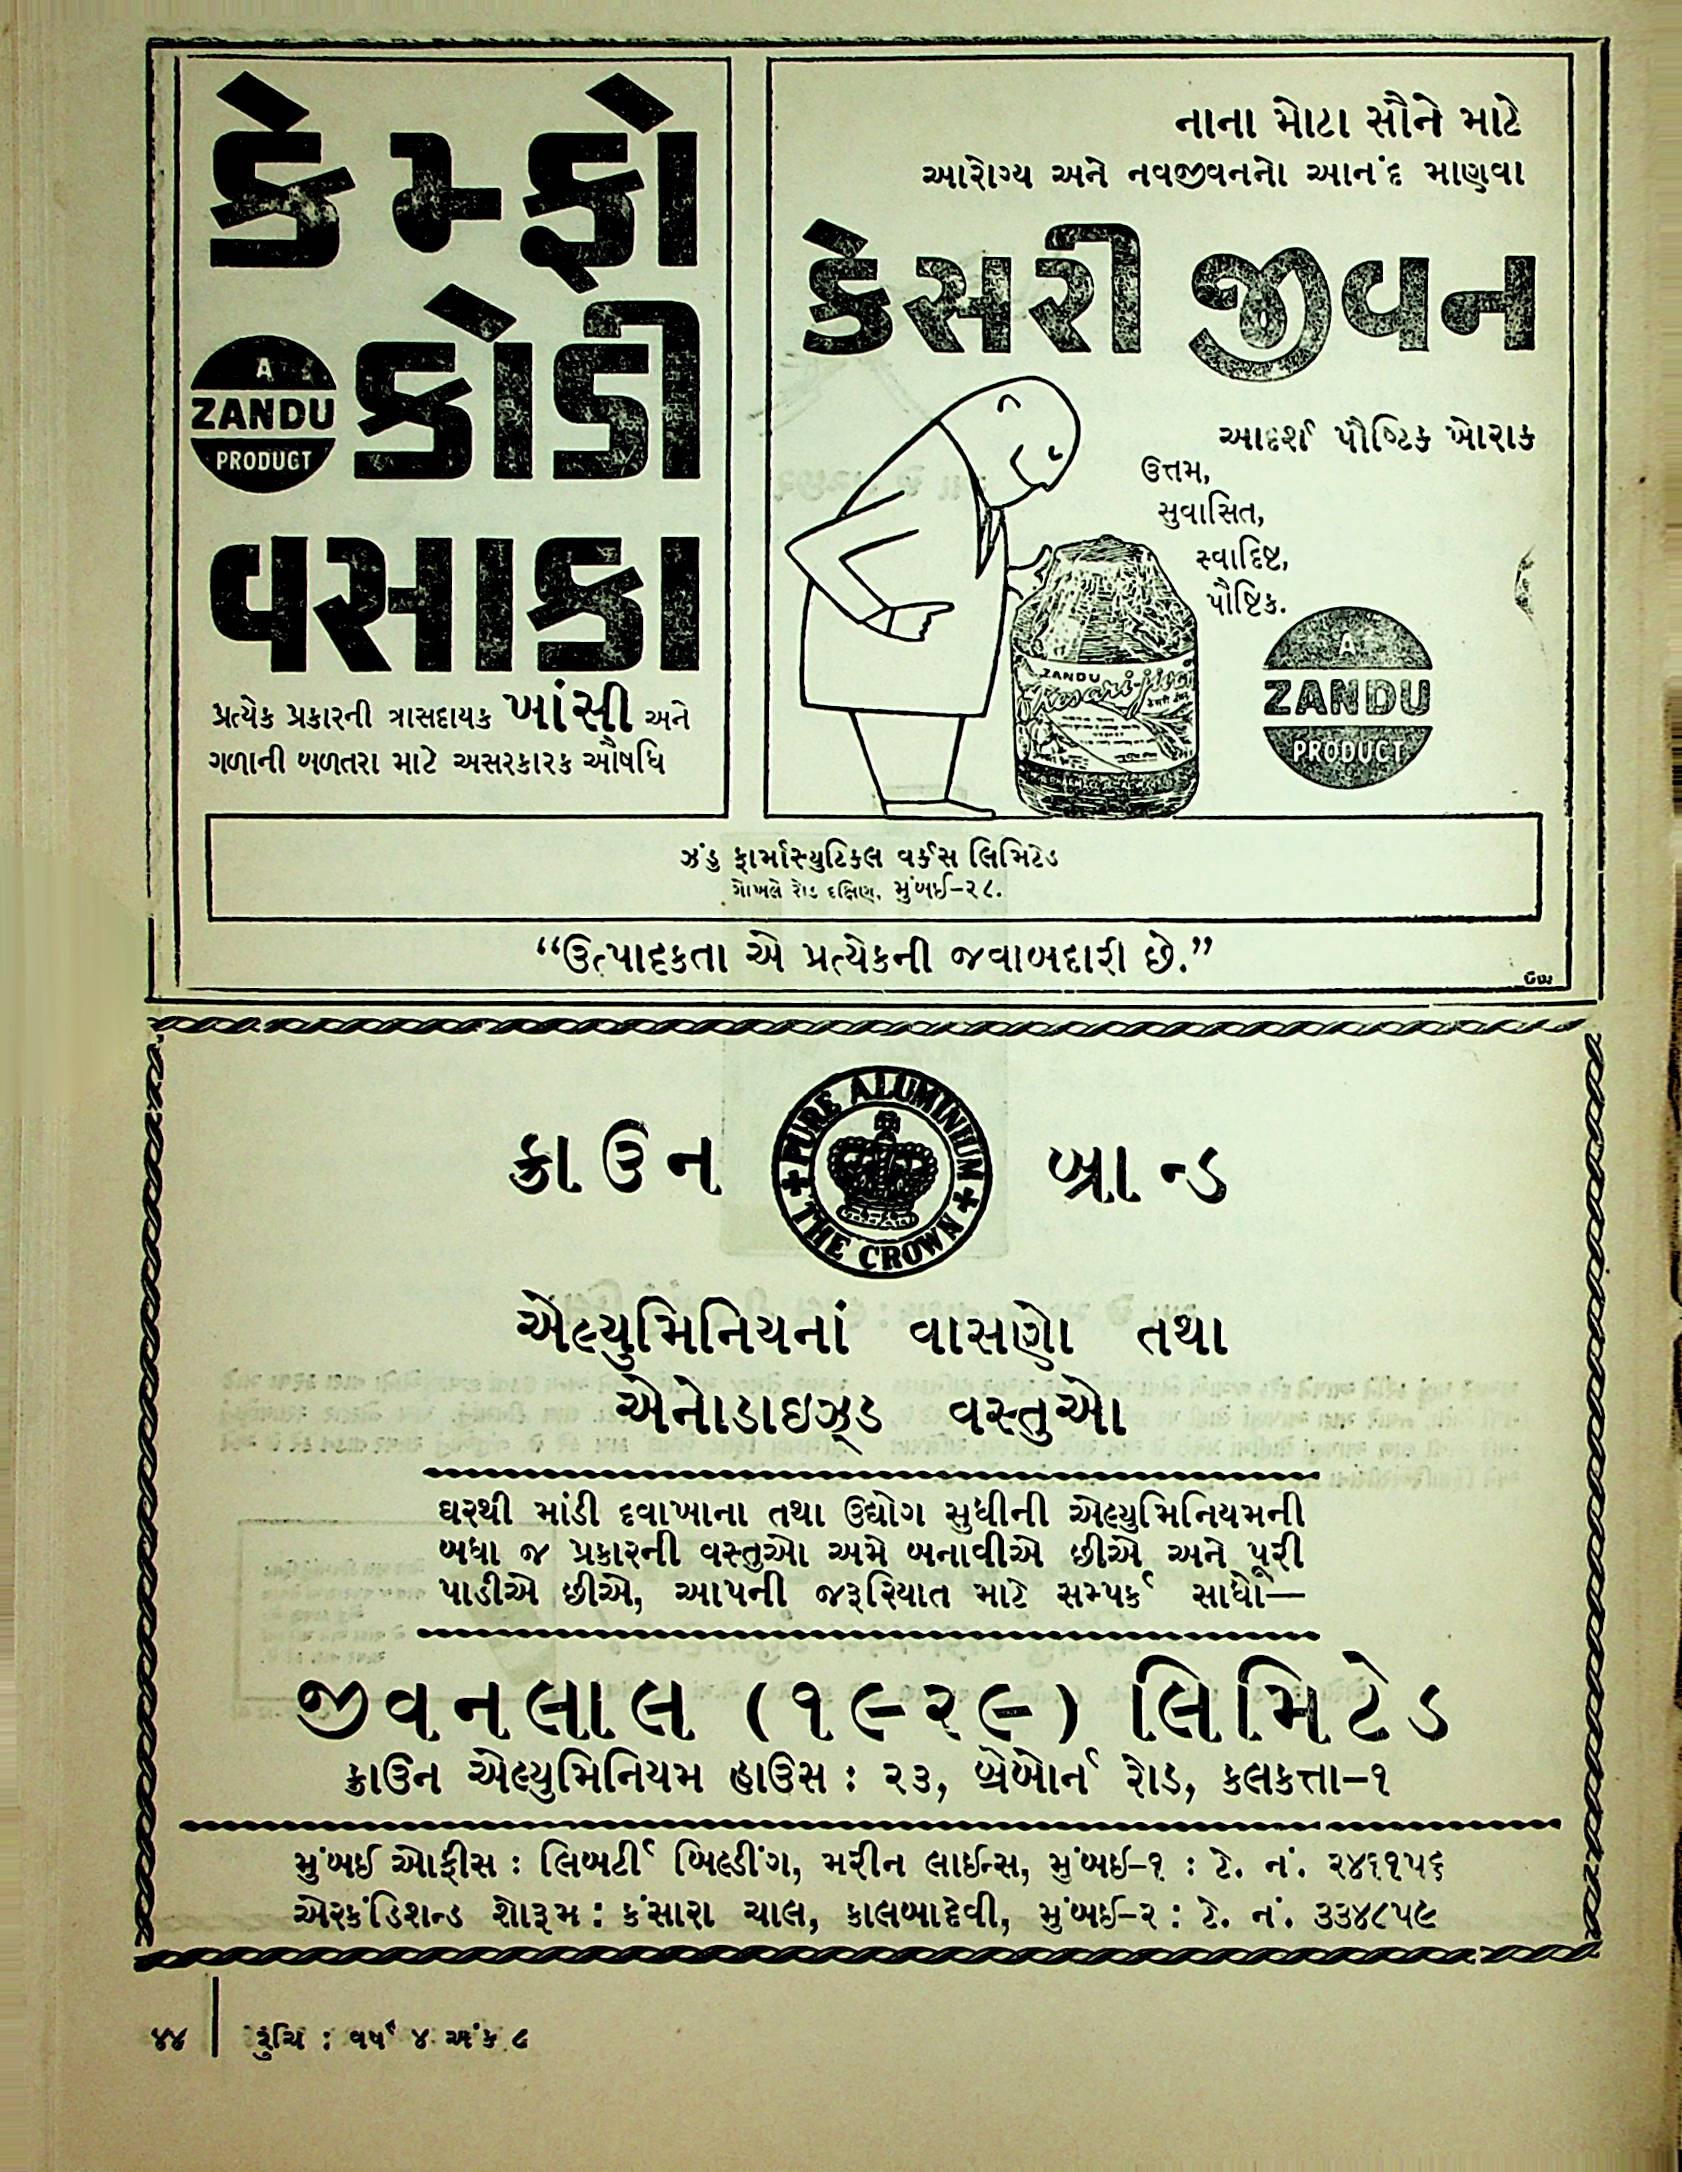 કેમ્ફો
કોડી
વસાકા
A
ZANDU
PRODUCT
પ્રત્યેક પ્રકારની ત્રાસદાયક ખાંસી અને
ગળાની બળતરા માટે અસરકારક ઔષધિ
નાના મોટા સૌને માટે
આરોગ્ય અને નવજીવનનો આનંદ માણવા
કેસરી જીવન
આદર્શ પૌષ્ટિક ખોરાક
ઉત્તમ,
સુવાસિત,
સ્વાદિષ્ટ,
પૌષ્ટિક.
ZANDU
Kesari-jivan
A
ZANDU
PRODUCT
ઝંડુ ફાર્માસ્યુટિકલ વર્કસ લિમિટેડ
ગોખલે રોડ દક્ષિણ, મુંબઈ-૨૮.
“ઉત્પાદકતા એ પ્રત્યેકની જવાબદારી છે.”
ક્રાઉન બ્રાન્ડ
PURE ALUMINIUM
THE CROWN
એલ્યુમિનિયનાં વાસણો તથા
એનોડાઇઝ્ડ વસ્તુઓ
ઘરથી માંડી દવાખાના તથા ઉદ્યોગ સુધીની એલ્યુમિનિયમની
બધા જ પ્રકારની વસ્તુઓ અમે બનાવીએ છીએ અને પૂરી
પાડીએ છીએ, આપની જરૂરિયાત માટે સમ્પર્ક સાધો—
જીવનલાલ (૧૯૨૯) લિમિટેડ
ક્રાઉન એલ્યુમિનિયમ હાઉસ : ૨૩, બ્રેબોર્ન રોડ, કલકત્તા-૧
મુંબઈ ઓફીસ : લિબર્ટી બિલ્ડીંગ, મરીન લાઈન્સ, મુંબઈ-૧ : ટે. નં. ૨૪૬૧૫૬
એરકંડિશન્ડ શોરૂમ : કંસારા ચાલ, કાલબાદેવી, મુંબઈ-૨ : ટે. નં. ૩૩૪૮૫૯
૪૪ | રુચિ : વર્ષ ૪ અંક ૮